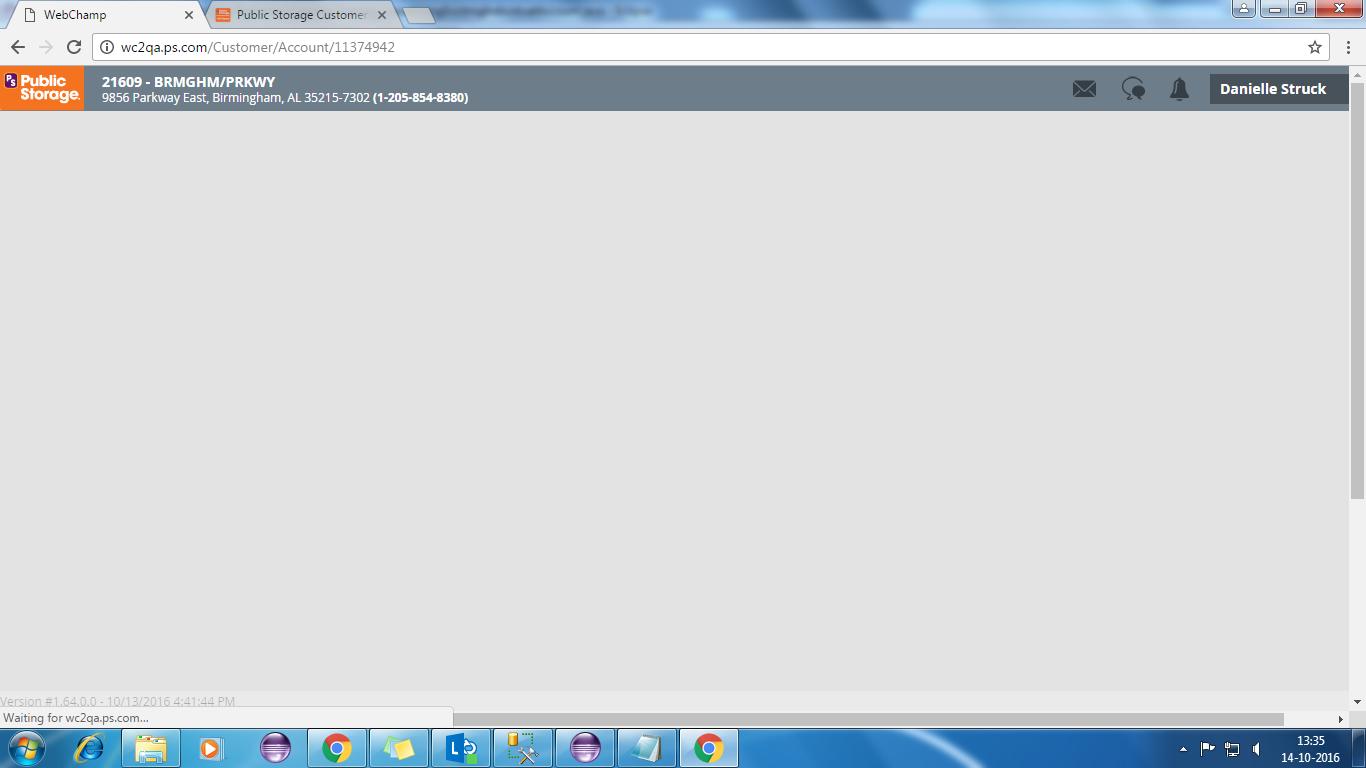 WebChamp
Public Storage Customer
wc2qa.ps.com/Customer/Account/11374942
PS Public Storage.
21609 - BRMGHM/PRKWY
9856 Parkway East, Birmingham, AL 35215-7302 (1-205-854-8380)
Danielle Struck
Version #1.64.0.0 - 10/13/2016 4:41:44 PM
Waiting for wc2qa.ps.com...
13:35
14-10-2016